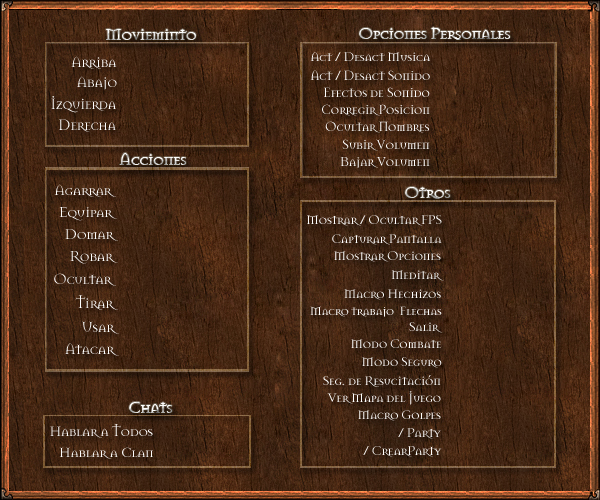 Movieminto
Arriba
Abajo
Izquierda
Derecha
Acciones
Agarrar
Equipar
Domar
Robar
Ocultar
Tirar
Usar
Atacar
Chats
Hablar a Todos
Hablar a Clan
Opciones Personales
Act / Desact Musica
Act / Desact Sonido
Efectos de Sonido
Corregir Posicion
Ocultar Nombres
Subir Volumen
Bajar Volumen
Otros
Mostrar / Ocultar FPS
Capturar Pantalla
Mostrar Opciones
Meditar
Macro Hechizos
Macro trabajo Flechas
Salir
Modo Combate
Modo Seguro
Seg. de Resucitación
Ver Mapa del Juego
Macro Golpes
/ Party
/ CrearParty